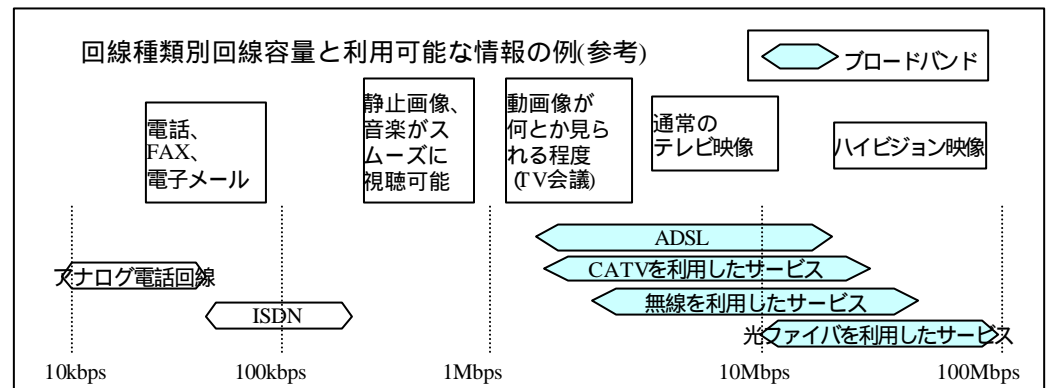 回線種類別回線容量と利用可能な情報の例(参考)
ブロードバンド
電話、
FAX、
電子メール
静止画像、
音楽がス
ムーズに
視聴可能
動画像が
何とか見ら
れる程度
(TV会議)
通常の
テレビ映像
ハイビジョン映像
ADSL
CATVを利用したサービス
アナログ電話回線
無線を利用したサービス
ISDN
光ファイバを利用したサービス
10kbps
100kbps
1Mbps
10Mbps
100Mbps